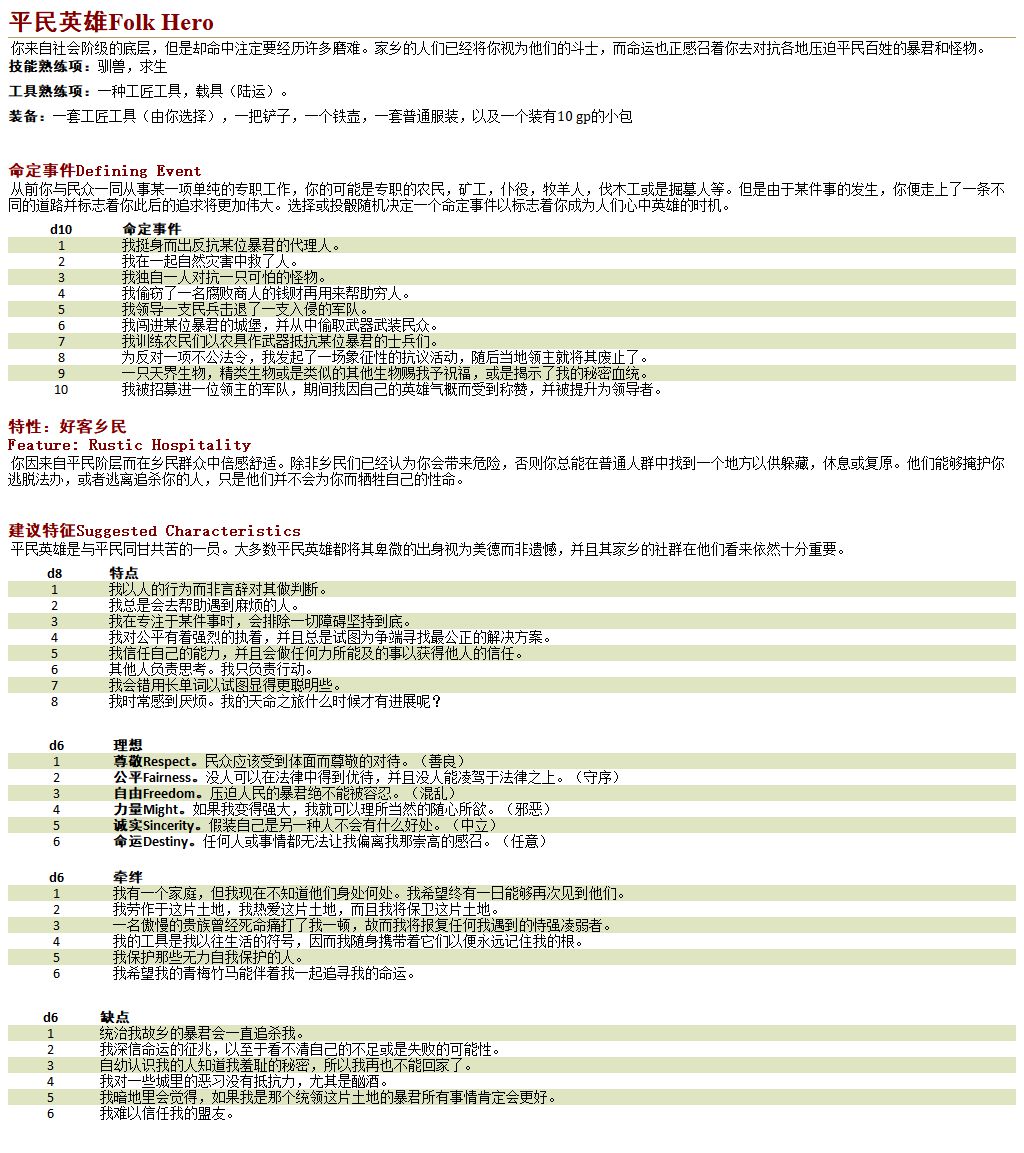 平民英雄Folk Hero
你来自社会阶级的底层，但是却命中注定要经历许多磨难。家乡的人们已经将你视为他们的斗士，而命运也正感召着你去对抗各地压迫平民百姓的暴君和怪物。
技能熟练项：驯兽，求生
工具熟练项：一种工匠工具，载具（陆运）。
装备：一套工匠工具（由你选择），一把铲子，一个铁壶，一套普通服装，以及一个装有10 gp的小包
命定事件Defining Event
从前你与民众一同从事某一项单纯的专职工作，你的可能是专职的农民，矿工，仆役，牧羊人，伐木工或是掘墓人等。但是由于某件事的发生，你便走上了一条不
同的道路并标志着你此后的追求将更加伟大。选择或投骰随机决定一个命定事件以标志着你成为人们心中英雄的时机。
d10 命定事件
1 我挺身而出反抗某位暴君的代理人。
2 我在一起自然灾害中救了人。
3 我独自一人对抗一只可怕的怪物。
4 我偷窃了一名腐败商人的钱财再用来帮助穷人。
5 我领导一支民兵击退了一支入侵的军队。
6 我闯进某位暴君的城堡，并从中偷取武器武装民众。
7 我训练农民们以农具作武器抵抗某位暴君的士兵们。
8 为反对一项不公法令，我发起了一场象征性的抗议活动，随后当地领主就将其废止了。
9 一只天界生物，精类生物或是类似的其他生物赐我予祝福，或是揭示了我的秘密血统。
10 我被招募进一位领主的军队，期间我因自己的英雄气概而受到称赞，并被提升为领导者。
特性：好客乡民
Feature: Rustic Hospitality
你因来自平民阶层而在乡民群众中倍感舒适。除非乡民们已经认为你会带来危险，否则你总能在普通人群中找到一个地方以供躲藏，休息或复原。他们能够掩护你
逃脱法办，或者逃离追杀你的人，只是他们并不会为你而牺牲自己的性命。
建议特征Suggested Characteristics
平民英雄是与平民同甘共苦的一员。大多数平民英雄都将其卑微的出身视为美德而非遗憾，并且其家乡的社群在他们看来依然十分重要。
d8 特点
1 我以人的行为而非言辞对其做判断。
2 我总是会去帮助遇到麻烦的人。
3 我在专注于某件事时，会排除一切障碍坚持到底。
4 我对公平有着强烈的执着，并且总是试图为争端寻找最公正的解决方案。
5 我信任自己的能力，并且会做任何力所能及的事以获得他人的信任。
6 其他人负责思考。我只负责行动。
7 我会错用长单词以试图显得更聪明些。
8 我时常感到厌烦。我的天命之旅什么时候才有进展呢？
d6 理想
1 尊敬Respect。民众应该受到体面而尊敬的对待。（善良）
2 公平Fairness。没人可以在法律中得到优待，并且没人能凌驾于法律之上。（守序）
3 自由Freedom。压迫人民的暴君绝不能被容忍。（混乱）
4 力量Might。如果我变得强大，我就可以理所当然的随心所欲。（邪恶）
5 诚实Sincerity。假装自己是另一种人不会有什么好处。（中立）
6 命运Destiny。任何人或事情都无法让我偏离我那崇高的感召。（任意）
d6 牵绊
1 我有一个家庭，但我现在不知道他们身处何处。我希望终有一日能够再次见到他们。
2 我劳作于这片土地，我热爱这片土地，而且我将保卫这片土地。
3 一名傲慢的贵族曾经死命痛打了我一顿，故而我将报复任何我遇到的恃强凌弱者。
4 我的工具是我以往生活的符号，因而我随身携带着它们以便永远记住我的根。
5 我保护那些无力自我保护的人。
6 我希望我的青梅竹马能伴着我一起追寻我的命运。
d6 缺点
1 统治我故乡的暴君会一直追杀我。
2 我深信命运的征兆，以至于看不清自己的不足或是失败的可能性。
3 自幼认识我的人知道我羞耻的秘密，所以我再也不能回家了。
4 我对一些城里的恶习没有抵抗力，尤其是酗酒。
5 我暗地里会觉得，如果我是那个统领这片土地的暴君所有事情肯定会更好。
6 我难以信任我的盟友。